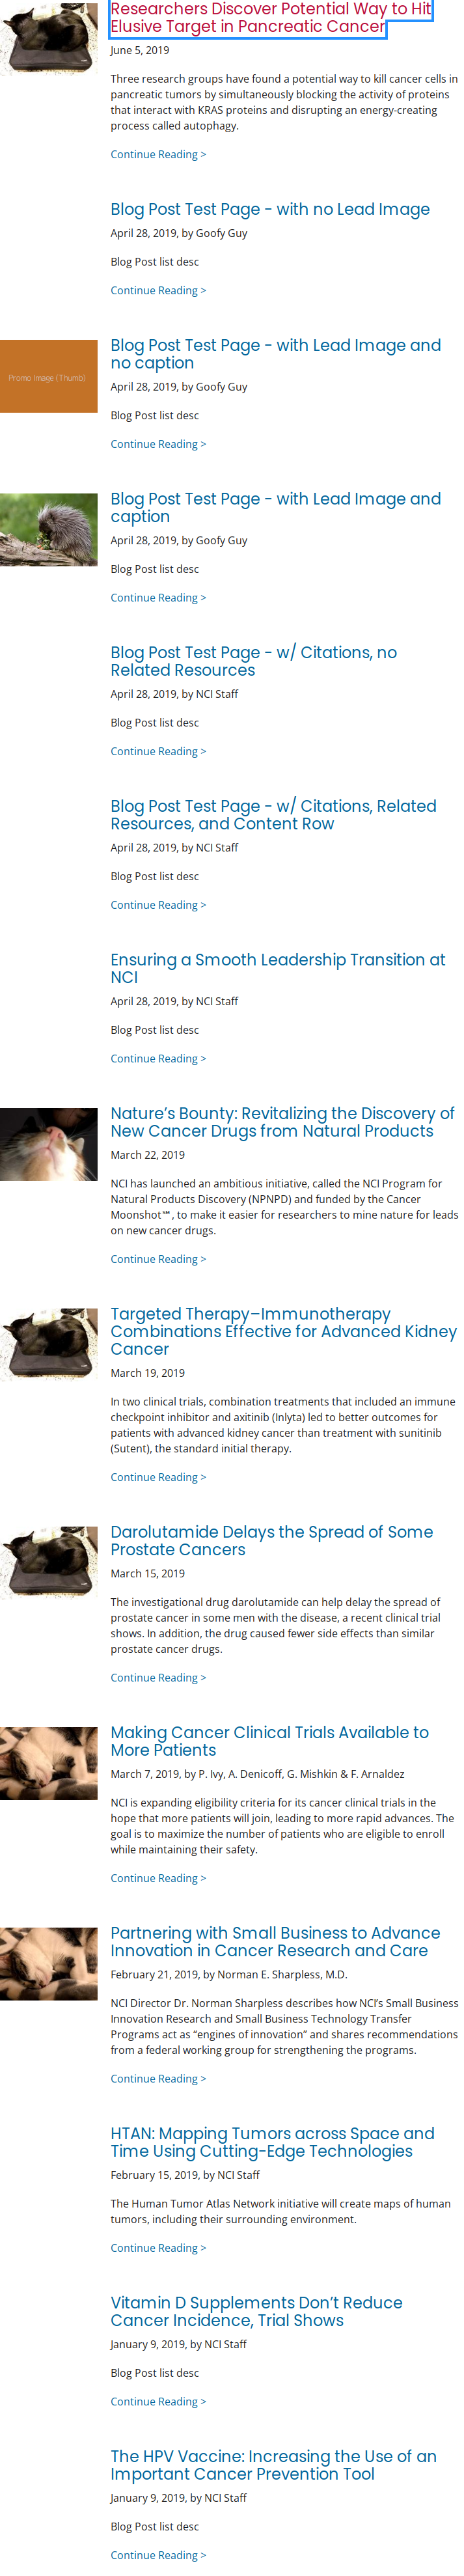 Researchers Discover Potential Way to Hit
Elusive Target in Pancreatic Cancer
June 5, 2019
Three research groups have found a potential way to kill cancer cells in
pancreatic tumors by simultaneously blocking the activity of proteins
that interact with KRAS proteins and disrupting an energy-creating
process called autophagy.
Continue Reading >
Blog Post Test Page - with no Lead Image
April 28, 2019, by Goofy Guy
Blog Post list desc
Continue Reading >
Promo Image (Thumb)
Blog Post Test Page - with Lead Image and
no caption
April 28, 2019, by Goofy Guy
Blog Post list desc
Continue Reading >
Blog Post Test Page - with Lead Image and
caption
April 28, 2019, by Goofy Guy
Blog Post list desc
Continue Reading >
Blog Post Test Page - w/ Citations, no
Related Resources
April 28, 2019, by NCI Staff
Blog Post list desc
Continue Reading >
Blog Post Test Page - w/ Citations, Related
Resources, and Content Row
April 28, 2019, by NCI Staff
Blog Post list desc
Continue Reading >
Ensuring a Smooth Leadership Transition at
NCI
April 28, 2019, by NCI Staff
Blog Post list desc
Continue Reading >
Nature’s Bounty: Revitalizing the Discovery of
New Cancer Drugs from Natural Products
March 22, 2019
NCI has launched an ambitious initiative, called the NCI Program for
Natural Products Discovery (NPNPD) and funded by the Cancer
Moonshot℠, to make it easier for researchers to mine nature for leads
on new cancer drugs.
Continue Reading >
Targeted Therapy–Immunotherapy
Combinations Effective for Advanced Kidney
Cancer
March 19, 2019
In two clinical trials, combination treatments that included an immune
checkpoint inhibitor and axitinib (Inlyta) led to better outcomes for
patients with advanced kidney cancer than treatment with sunitinib
(Sutent), the standard initial therapy.
Continue Reading >
Darolutamide Delays the Spread of Some
Prostate Cancers
March 15, 2019
The investigational drug darolutamide can help delay the spread of
prostate cancer in some men with the disease, a recent clinical trial
shows. In addition, the drug caused fewer side effects than similar
prostate cancer drugs.
Continue Reading >
Making Cancer Clinical Trials Available to
More Patients
March 7, 2019, by P. Ivy, A. Denicoff, G. Mishkin & F. Arnaldez
NCI is expanding eligibility criteria for its cancer clinical trials in the
hope that more patients will join, leading to more rapid advances. The
goal is to maximize the number of patients who are eligible to enroll
while maintaining their safety.
Continue Reading >
Partnering with Small Business to Advance
Innovation in Cancer Research and Care
February 21, 2019, by Norman E. Sharpless, M.D.
NCI Director Dr. Norman Sharpless describes how NCI’s Small Business
Innovation Research and Small Business Technology Transfer
Programs act as “engines of innovation” and shares recommendations
from a federal working group for strengthening the programs.
Continue Reading >
HTAN: Mapping Tumors across Space and
Time Using Cutting-Edge Technologies
February 15, 2019, by NCI Staff
The Human Tumor Atlas Network initiative will create maps of human
tumors, including their surrounding environment.
Continue Reading >
Vitamin D Supplements Don’t Reduce
Cancer Incidence, Trial Shows
January 9, 2019, by NCI Staff
Blog Post list desc
Continue Reading >
The HPV Vaccine: Increasing the Use of an
Important Cancer Prevention Tool
January 9, 2019, by NCI Staff
Blog Post list desc
Continue Reading >